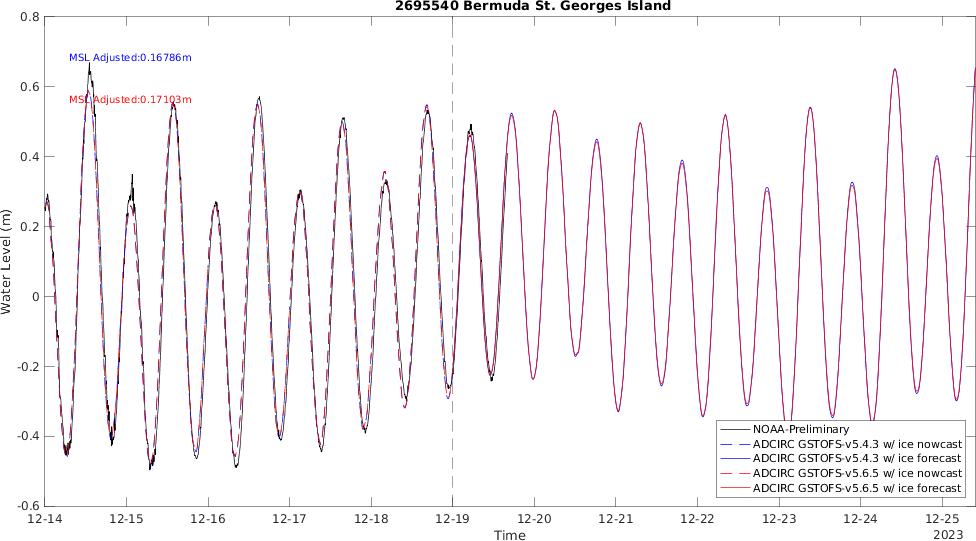 2695540 Bermuda St. Georges Island
0.8
0.6
0.4
0.2
0
-0.2
-0.4
-0.6
Water Level (m)
MSL Adjusted:0.16786m
MSL Adjusted:0.17103m
NOAA-Preliminary
ADCIRC GSTOFS-v5.4.3 w/ ice nowcast
ADCIRC GSTOFS-v5.4.3 w/ ice forecast
ADCIRC GSTOFS-v5.6.5 w/ ice nowcast
ADCIRC GSTOFS-v5.6.5 w/ ice forecast
12-14 12-15 12-16 12-17 12-18 12-19 12-20 12-21 12-22 12-23 12-24 12-25
Time
2023